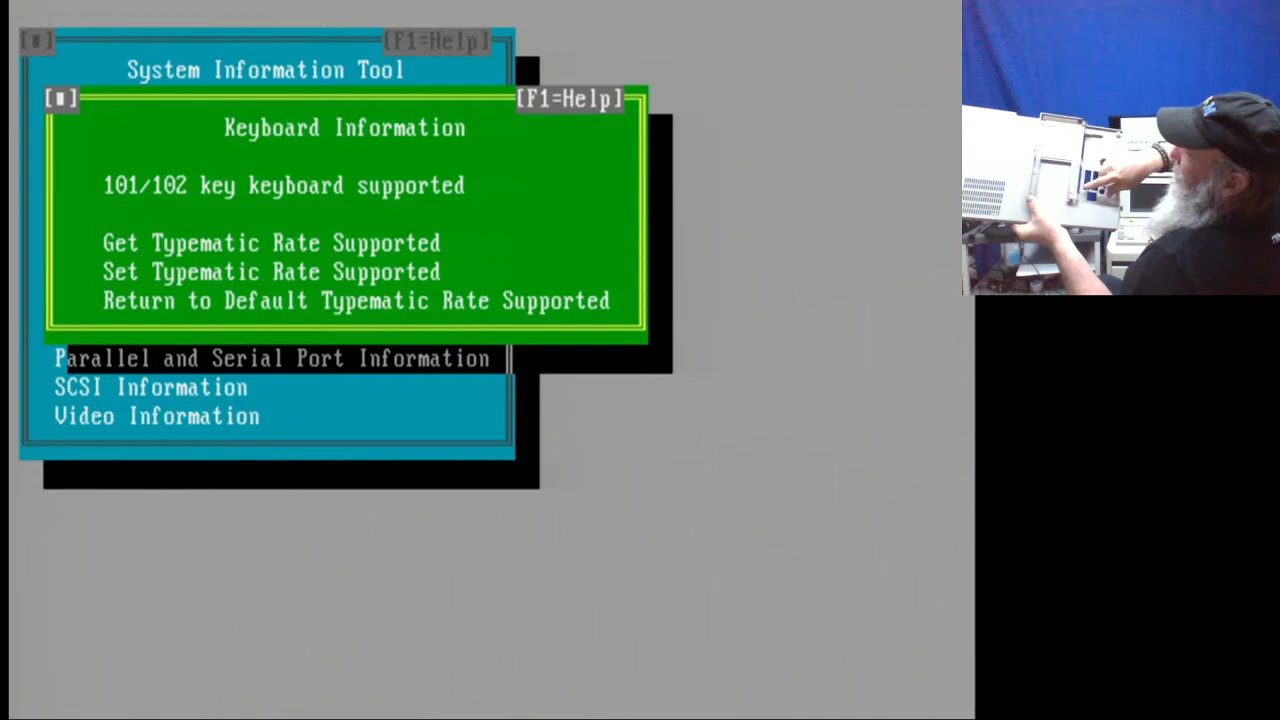 [■] [F1=Help]
System Information Tool
[■] [F1=Help]
Keyboard Information
101/102 key keyboard supported
Get Typematic Rate Supported
Set Typematic Rate Supported
Return to Default Typematic Rate Supported
Parallel and Serial Port Information
SCSI Information
Video Information